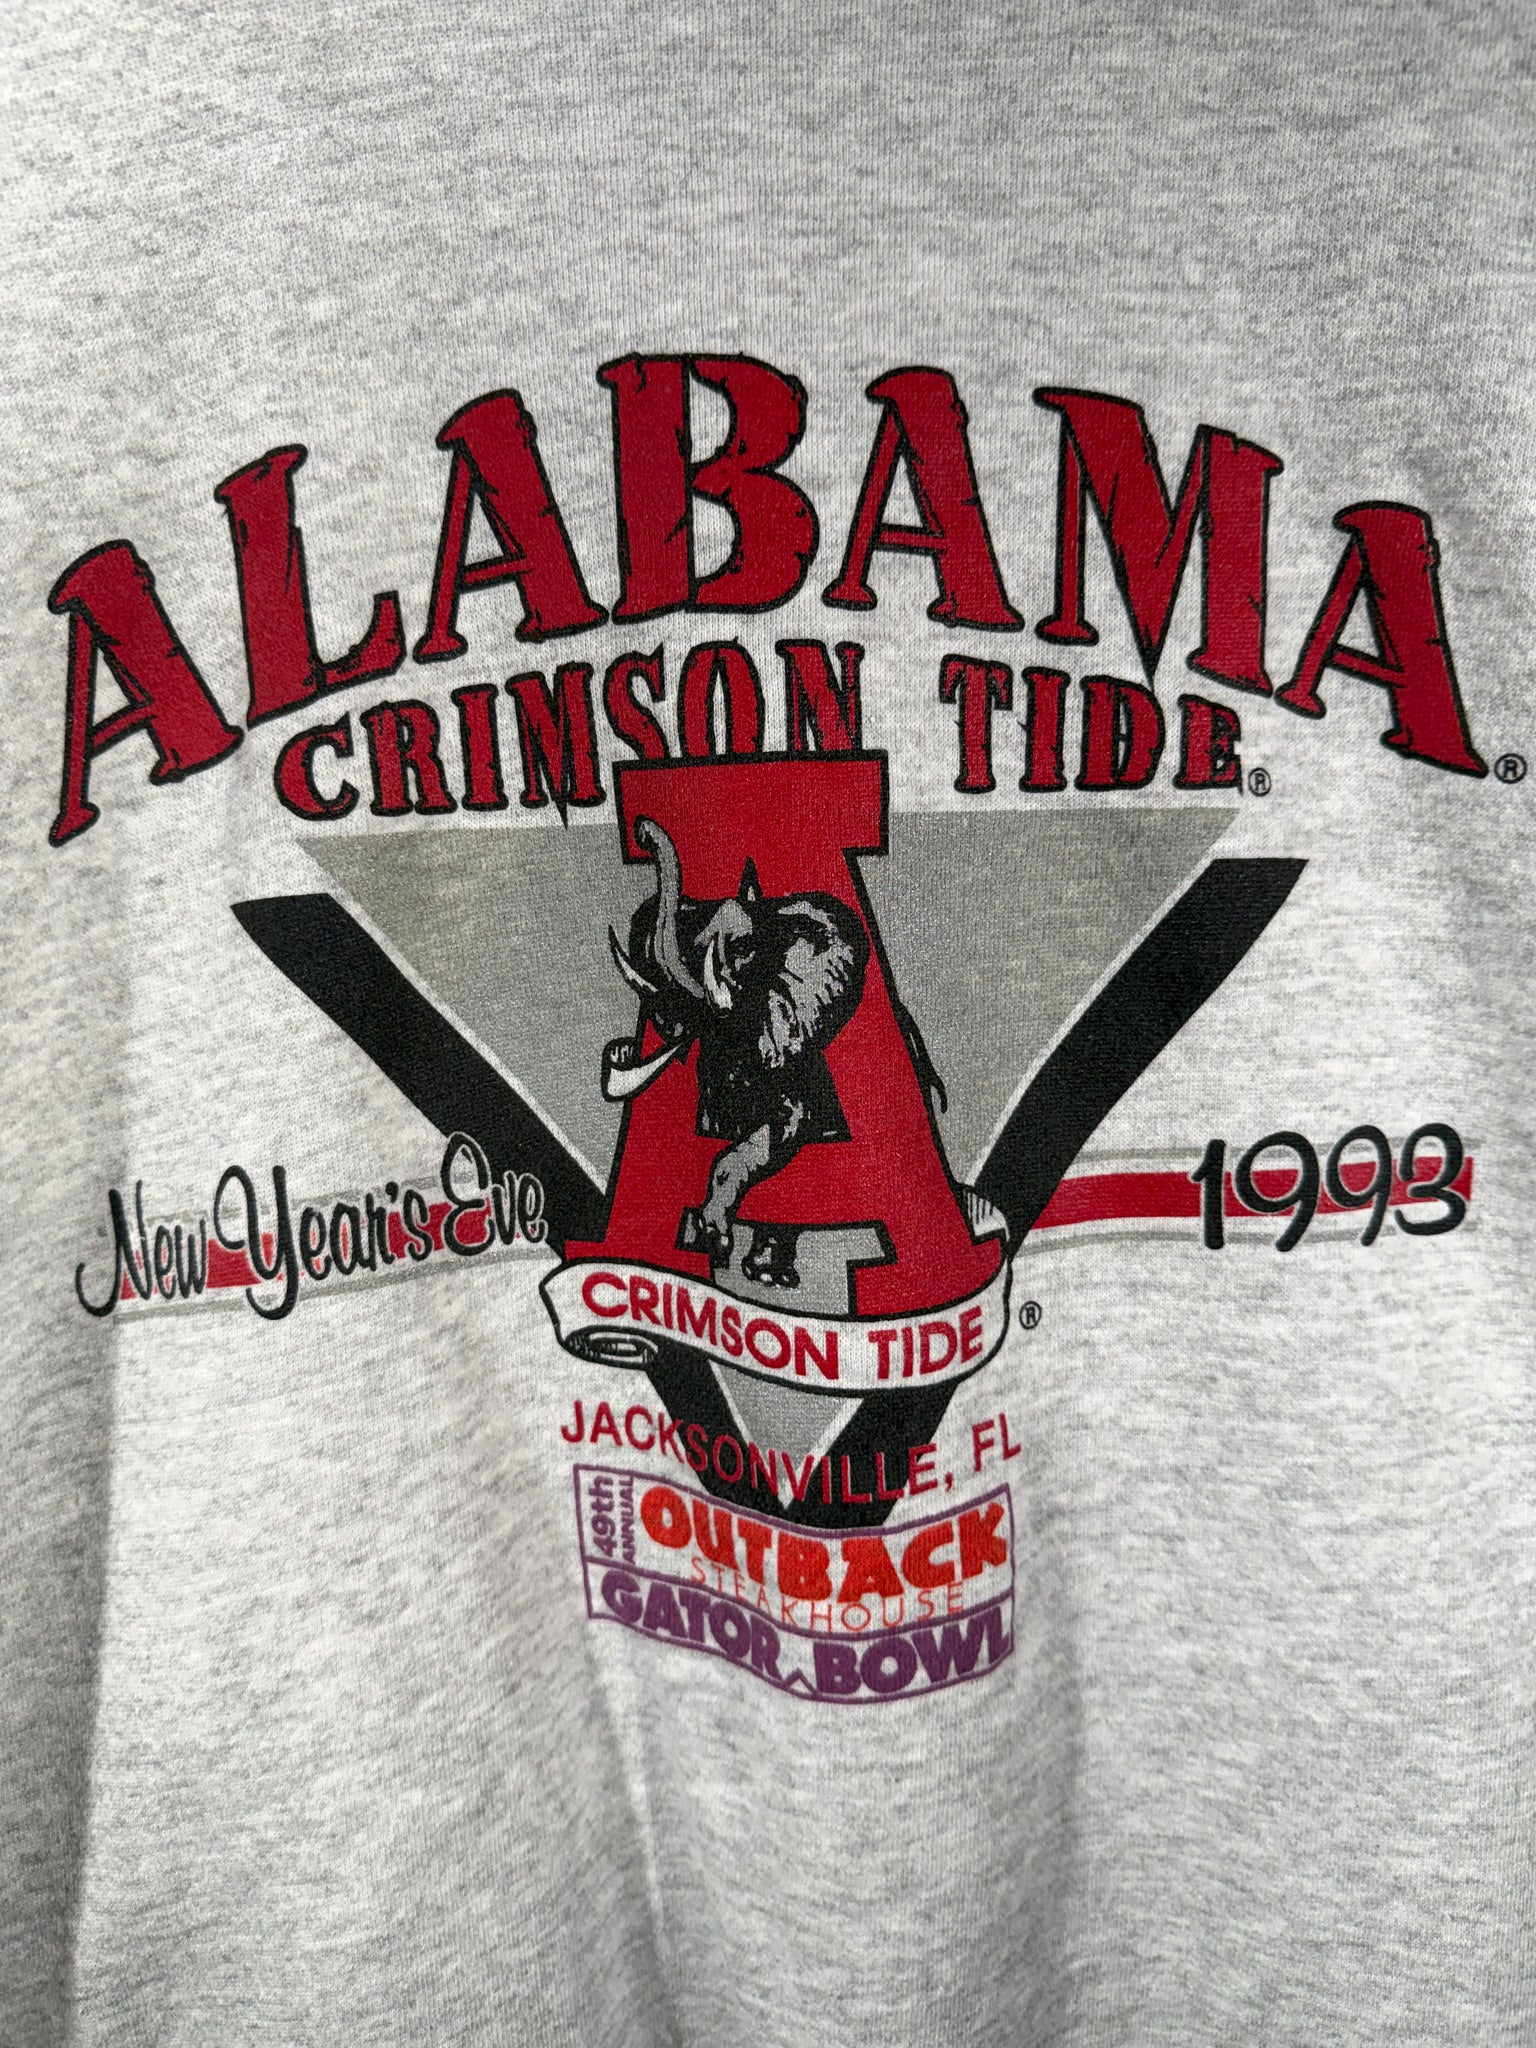 ALABAMA®
CRIMSON TIDE®
A
New Year's Eve
1993
CRIMSON TIDE®
JACKSONVILLE, FL
49th
ANNUAL
OUTBACK
STEAKHOUSE
GATOR BOWL